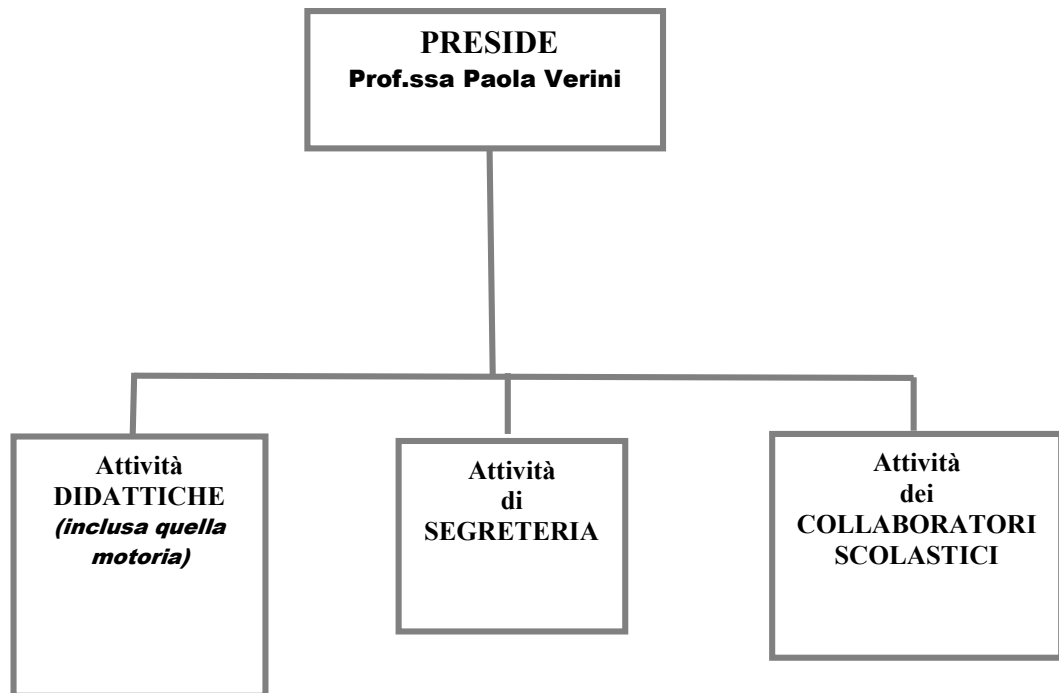 PRESIDE
Prof.ssa Paola Verini
Attività
DIDATTICHE
(inclusa quella
motoria)
Attività
di
SEGRETERIA
Attività
dei
COLLABORATORI
SCOLASTICI